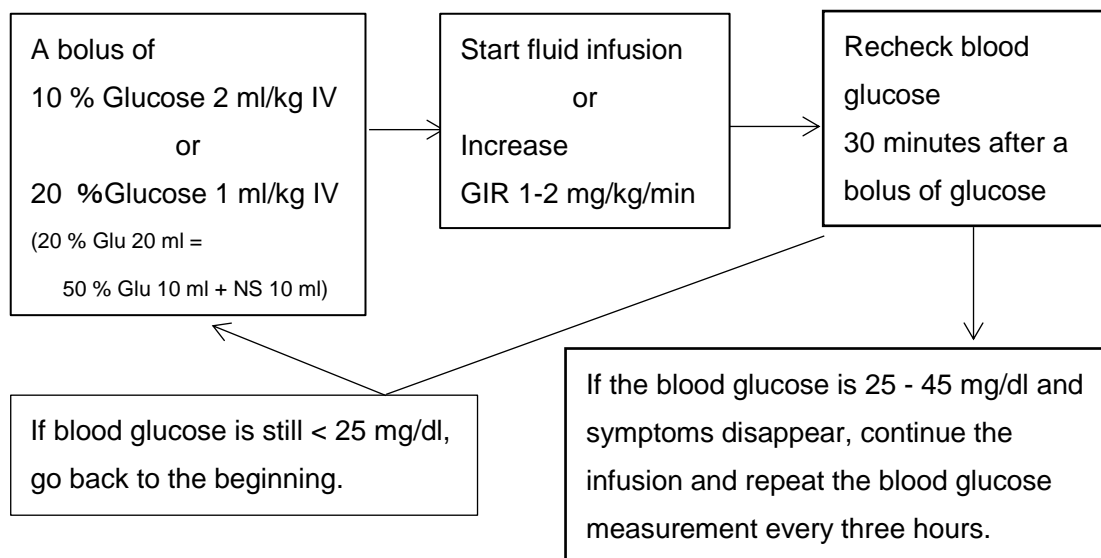 A bolus of
10 % Glucose 2 ml/kg IV
or
20 %Glucose 1 ml/kg IV
(20 % Glu 20 ml =
50 % Glu 10 ml + NS 10 ml)
Start fluid infusion
or
Increase
GIR 1-2 mg/kg/min
Recheck blood
glucose
30 minutes after a
bolus of glucose
If blood glucose is still < 25 mg/dl,
go back to the beginning.
If the blood glucose is 25 - 45 mg/dl and
symptoms disappear, continue the
infusion and repeat the blood glucose
measurement every three hours.